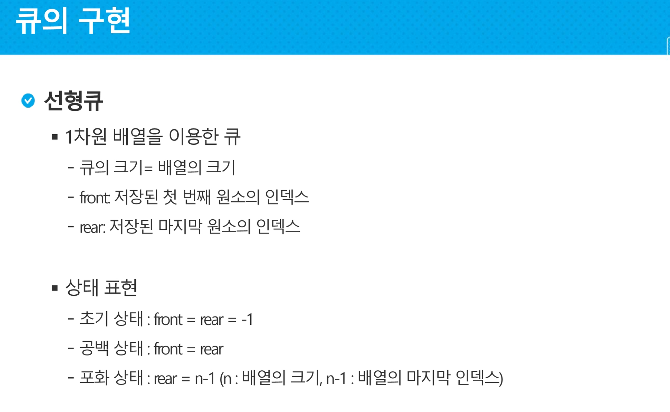 큐의 구현
선형큐
▪ 1차원 배열을 이용한 큐
- 큐의 크기= 배열의 크기
- front: 저장된 첫 번째 원소의 인덱스
- rear: 저장된 마지막 원소의 인덱스
▪ 상태 표현
- 초기 상태 : front = rear = -1
- 공백 상태 : front = rear
- 포화 상태 : rear = n-1 (n : 배열의 크기, n-1 : 배열의 마지막 인덱스)